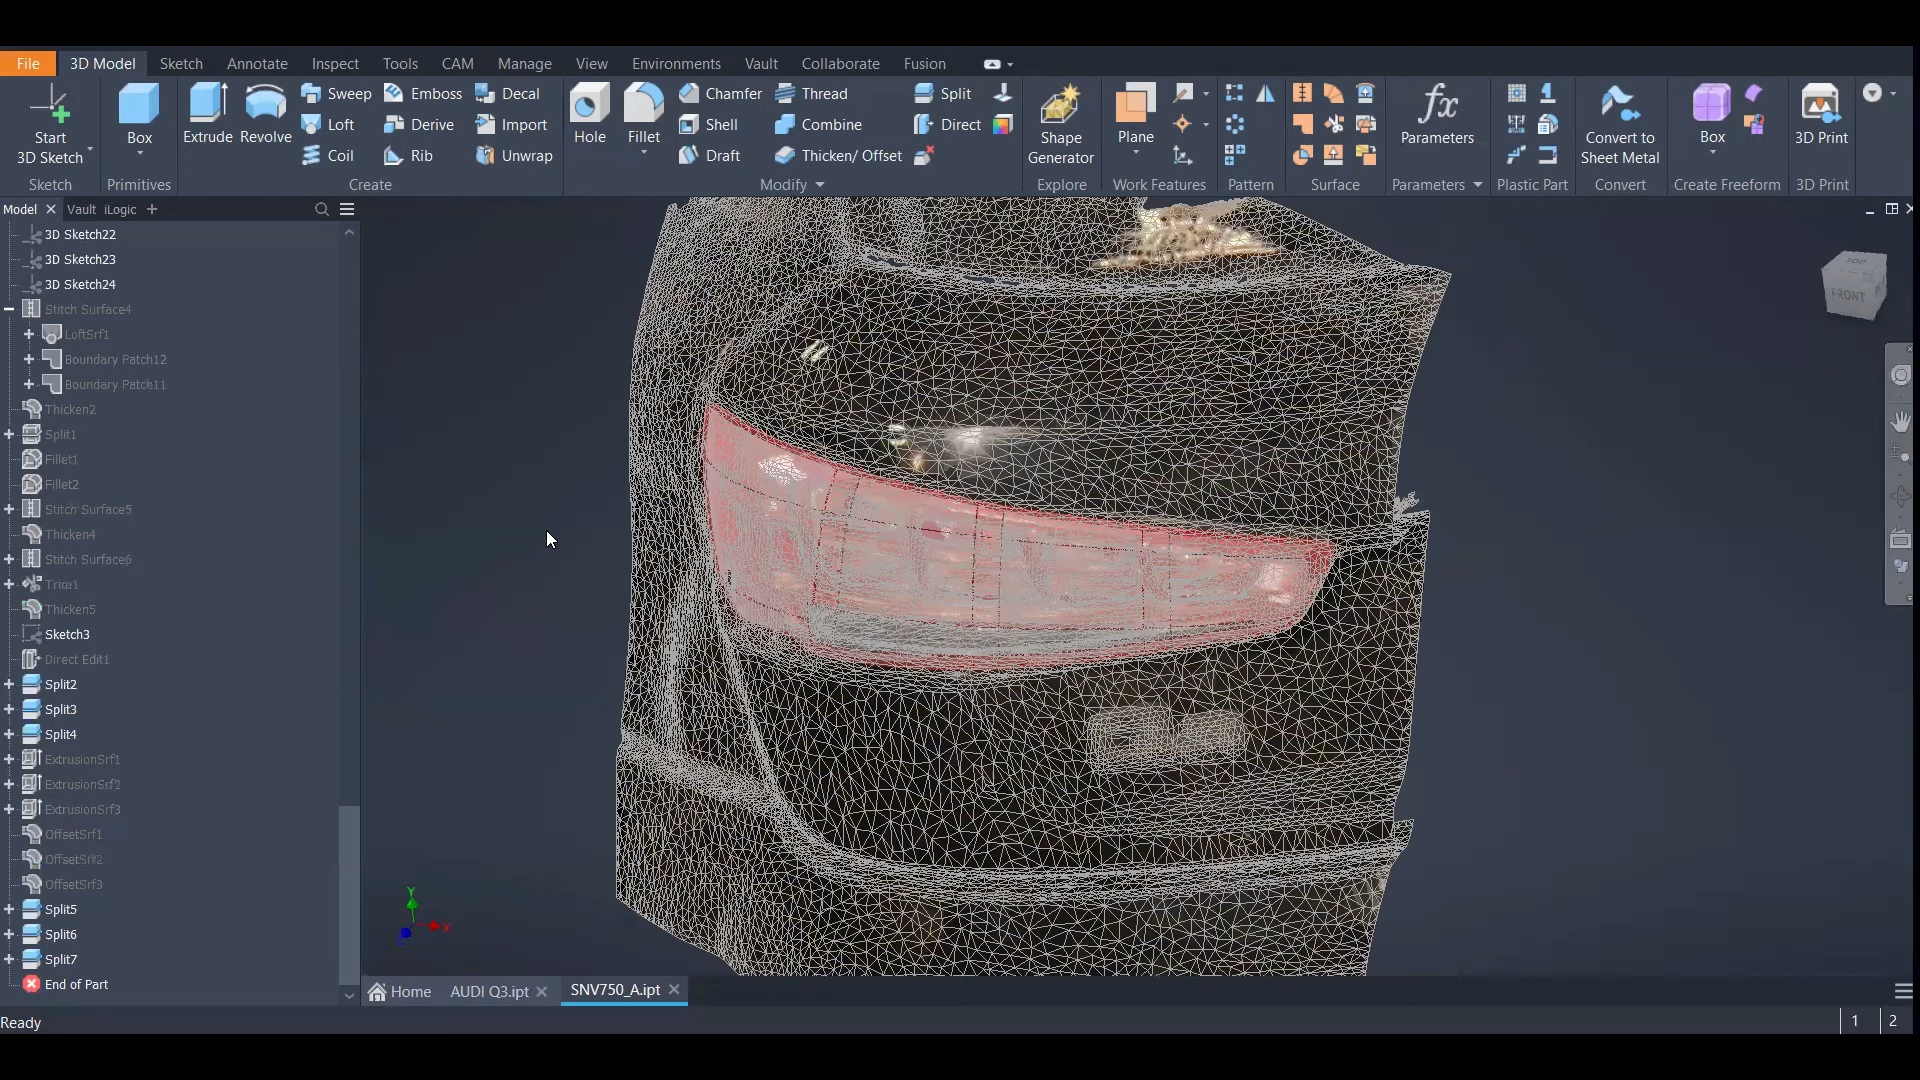 File 3D Model Sketch Annotate Inspect Tools CAM Manage View Environments Vault Collaborate Fusion
Start
3D Sketch
Box
Extrude
Revolve
Sweep
Emboss
Decal
Loft
Derive
Import
Coil
Rib
Unwrap
Hole
Fillet
Chamfer
Thread
Split
Shell
Combine
Direct
Draft
Thicken/ Offset
Shape
Generator
Plane
fx
Parameters
Convert to
Sheet Metal
Box
3D Print
Sketch Primitives Create Modify Explore Work Features Pattern Surface Parameters Plastic Part Convert Create Freeform 3D Print
Model Vault iLogic
3D Sketch22
3D Sketch23
3D Sketch24
Stitch Surface4
LoftSrf1
Boundary Patch12
Boundary Patch11
Thicken2
Split1
Fillet1
Fillet2
Stitch Surface5
Thicken4
Stitch Surface6
Trim1
Thicken5
Sketch3
Direct Edit1
Split2
Split3
Split4
ExtrusionSrf1
ExtrusionSrf2
ExtrusionSrf3
OffsetSrf1
OffsetSrf2
OffsetSrf3
Split5
Split6
Split7
End of Part
TOP
FRONT
Y
X
Home AUDI Q3.ipt SNV750_A.ipt
Ready 1 2